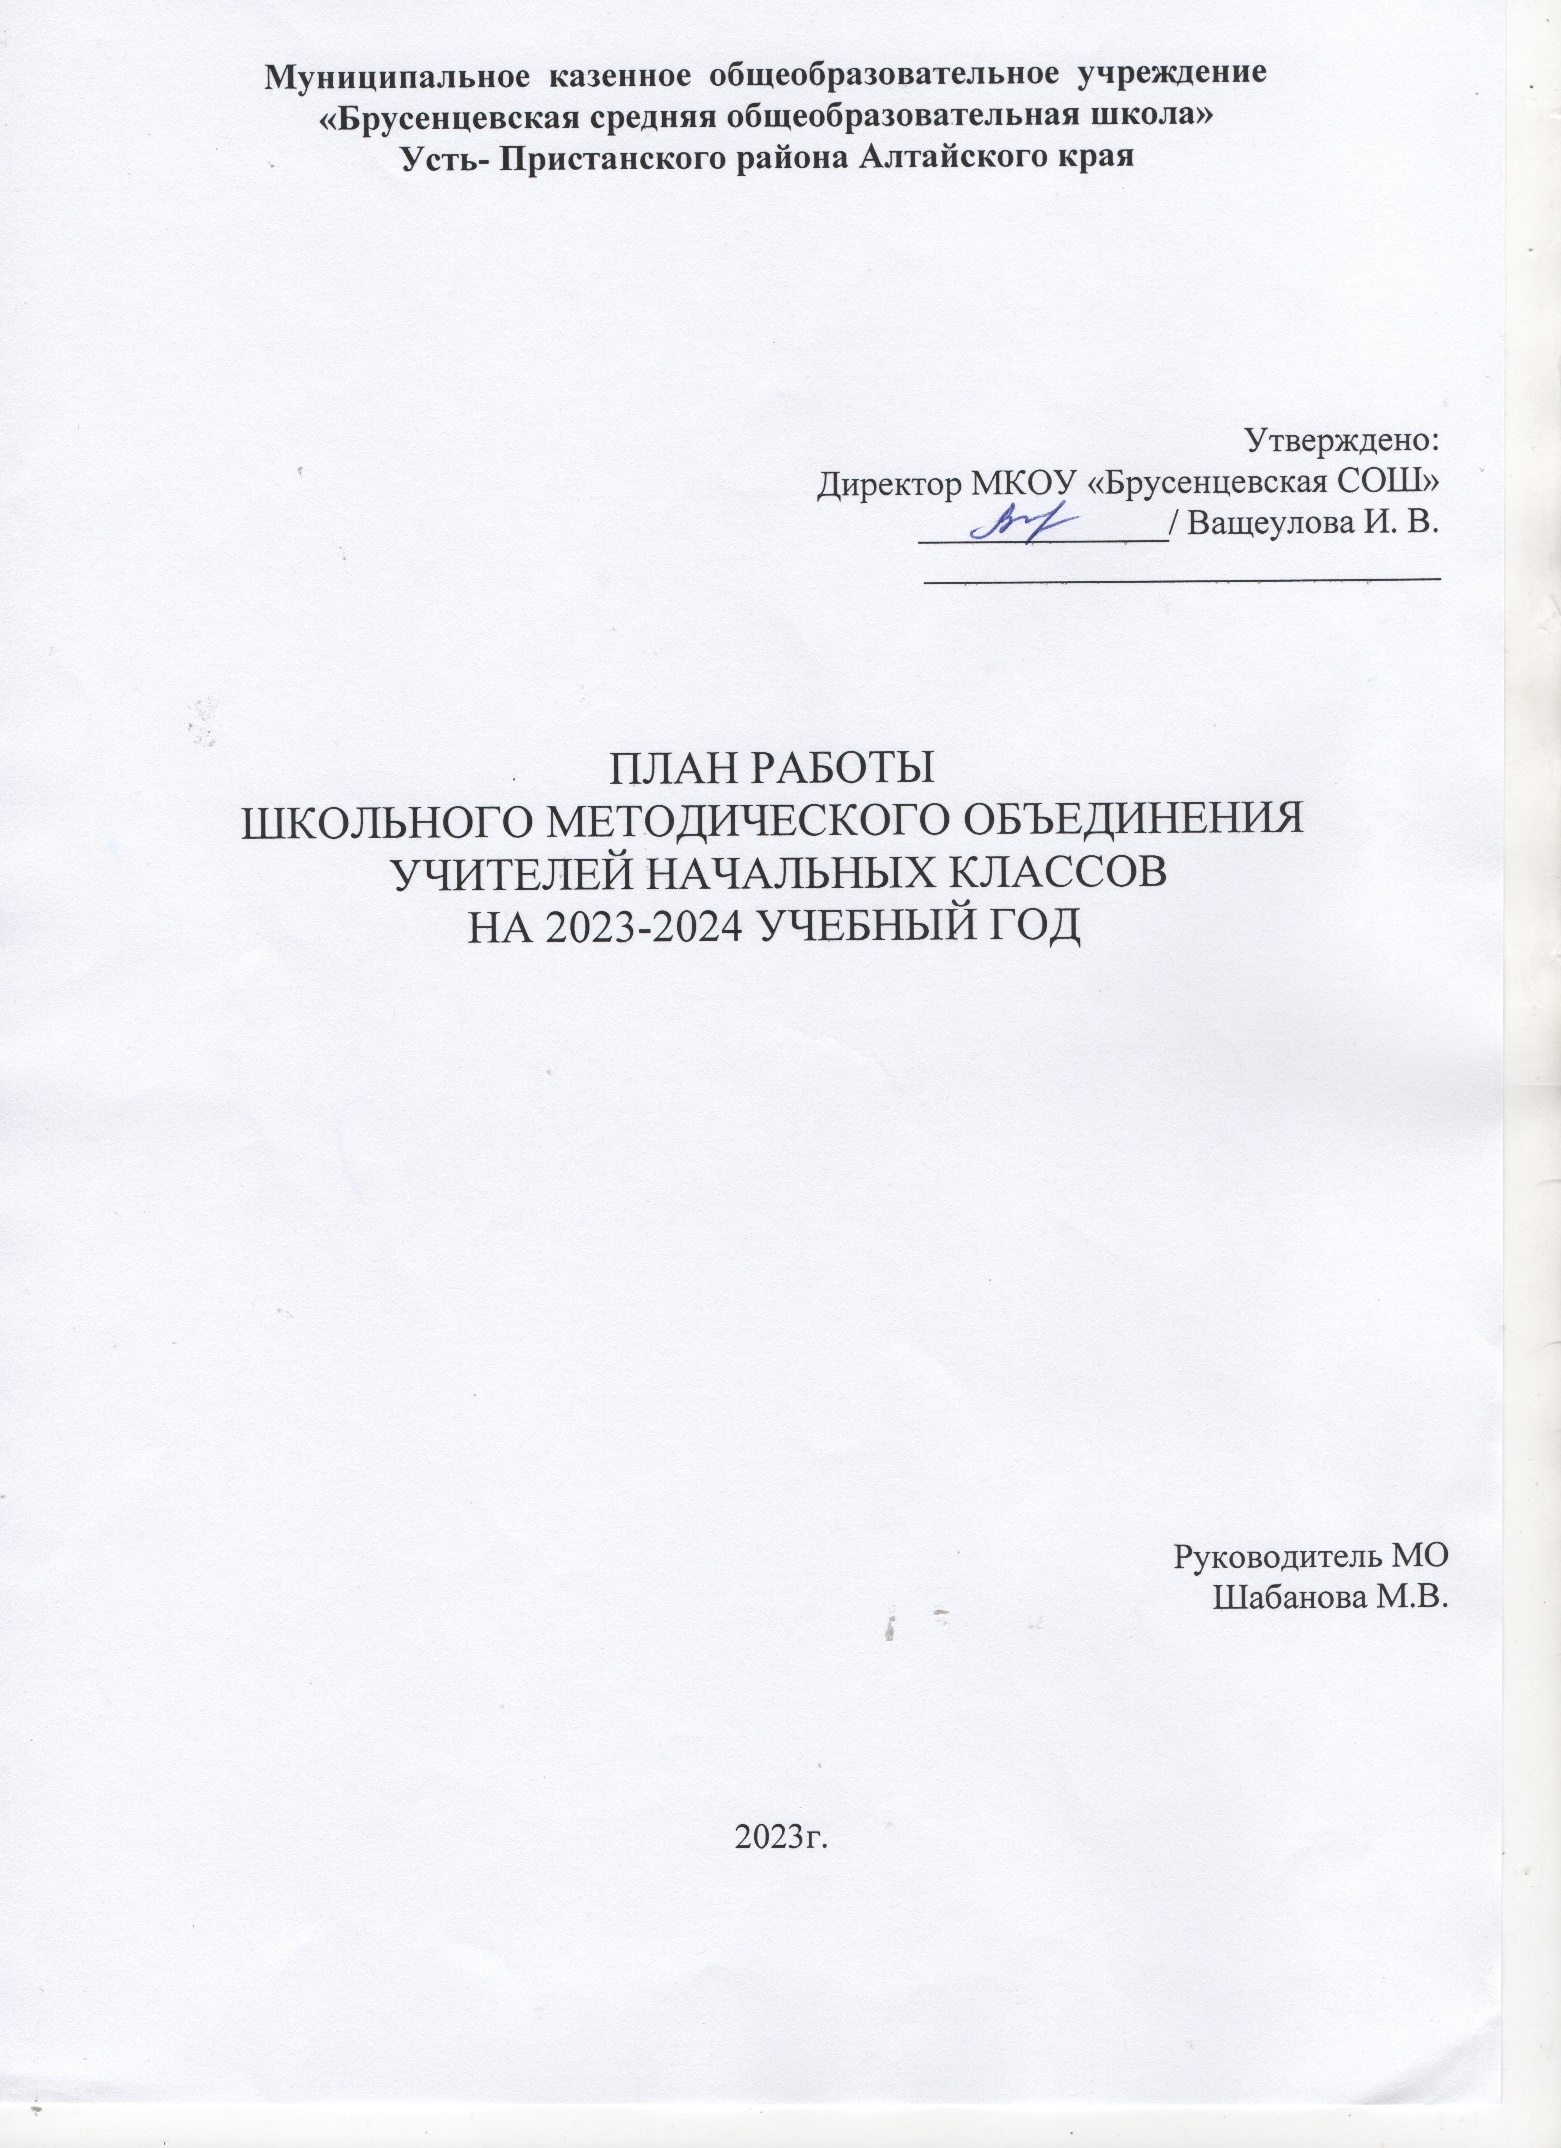 Муниципальное казенное общеобразовательное учреждение
«Брусенцевская средняя общеобразовательная школа»
Усть- Пристанского района Алтайского края
Утверждено:
Директор МКОУ «Брусенцевская СОШ»
/ Ващеулова И. В.
ПЛАН РАБОТЫ
ШКОЛЬНОГО МЕТОДИЧЕСКОГО ОБЪЕДИНЕНИЯ
УЧИТЕЛЕЙ НАЧАЛЬНЫХ КЛАССОВ
НА 2023-2024 УЧЕБНЫЙ ГОД
Руководитель МО
Шабанова М.В.
2023г.